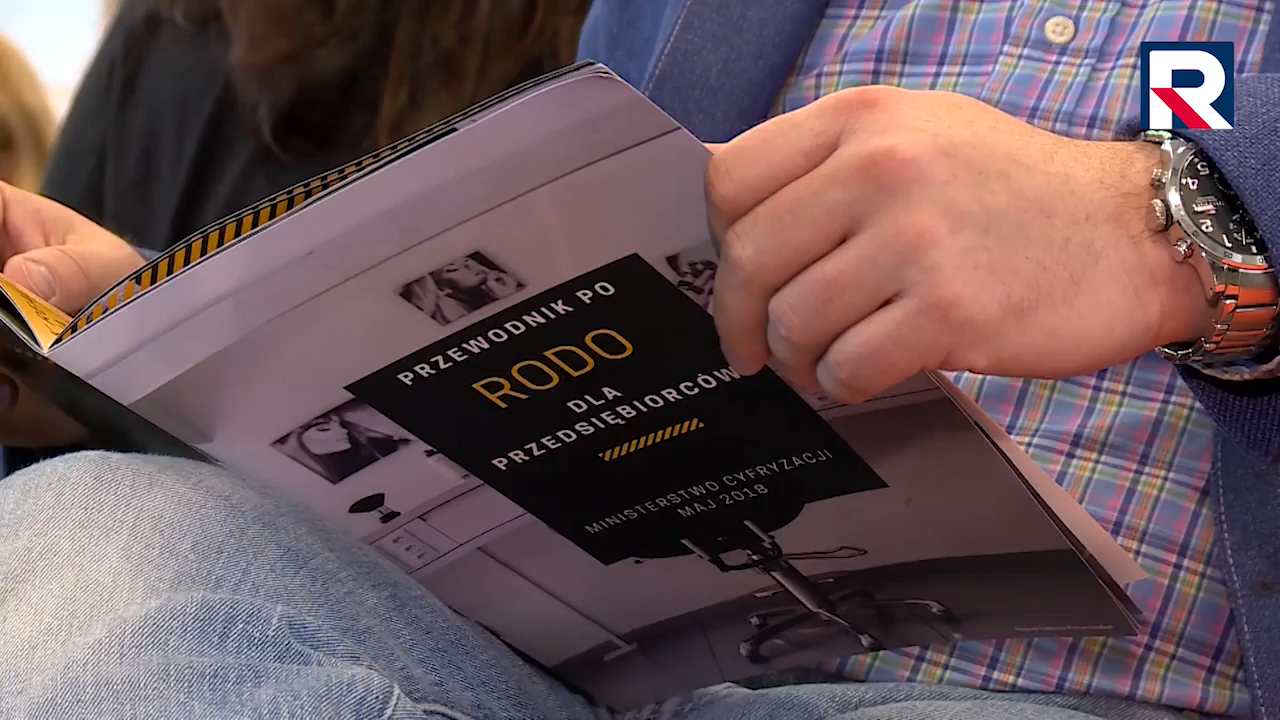 R
PRZEWODNIK PO
RODO
DLA
PRZEDSIĘBIORCÓW
MINISTERSTWO CYFRYZACJI
MAJ 2018